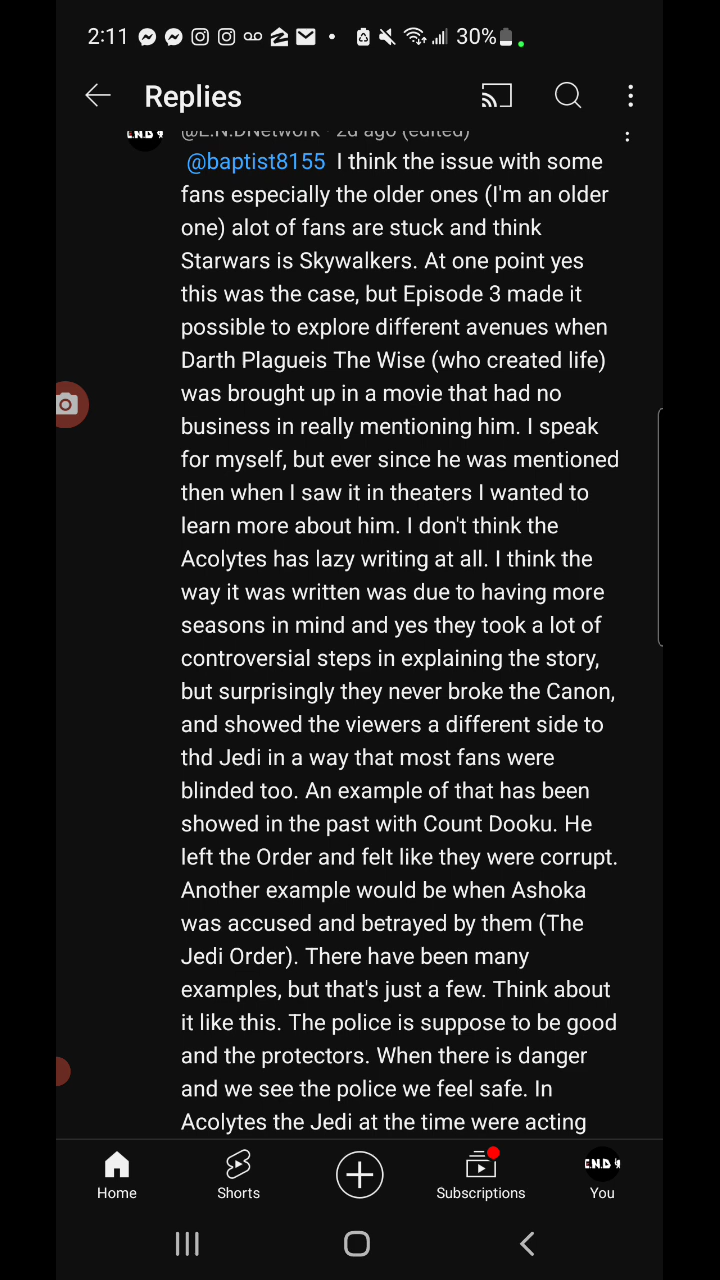 2:11 30%
Replies
@E.N.DNetwork · 2d ago (edited)
@baptist8155 I think the issue with some
fans especially the older ones (I'm an older
one) alot of fans are stuck and think
Starwars is Skywalkers. At one point yes
this was the case, but Episode 3 made it
possible to explore different avenues when
Darth Plagueis The Wise (who created life)
was brought up in a movie that had no
business in really mentioning him. I speak
for myself, but ever since he was mentioned
then when I saw it in theaters I wanted to
learn more about him. I don't think the
Acolytes has lazy writing at all. I think the
way it was written was due to having more
seasons in mind and yes they took a lot of
controversial steps in explaining the story,
but surprisingly they never broke the Canon,
and showed the viewers a different side to
thd Jedi in a way that most fans were
blinded too. An example of that has been
showed in the past with Count Dooku. He
left the Order and felt like they were corrupt.
Another example would be when Ashoka
was accused and betrayed by them (The
Jedi Order). There have been many
examples, but that's just a few. Think about
it like this. The police is suppose to be good
and the protectors. When there is danger
and we see the police we feel safe. In
Acolytes the Jedi at the time were acting
Home Shorts Subscriptions You